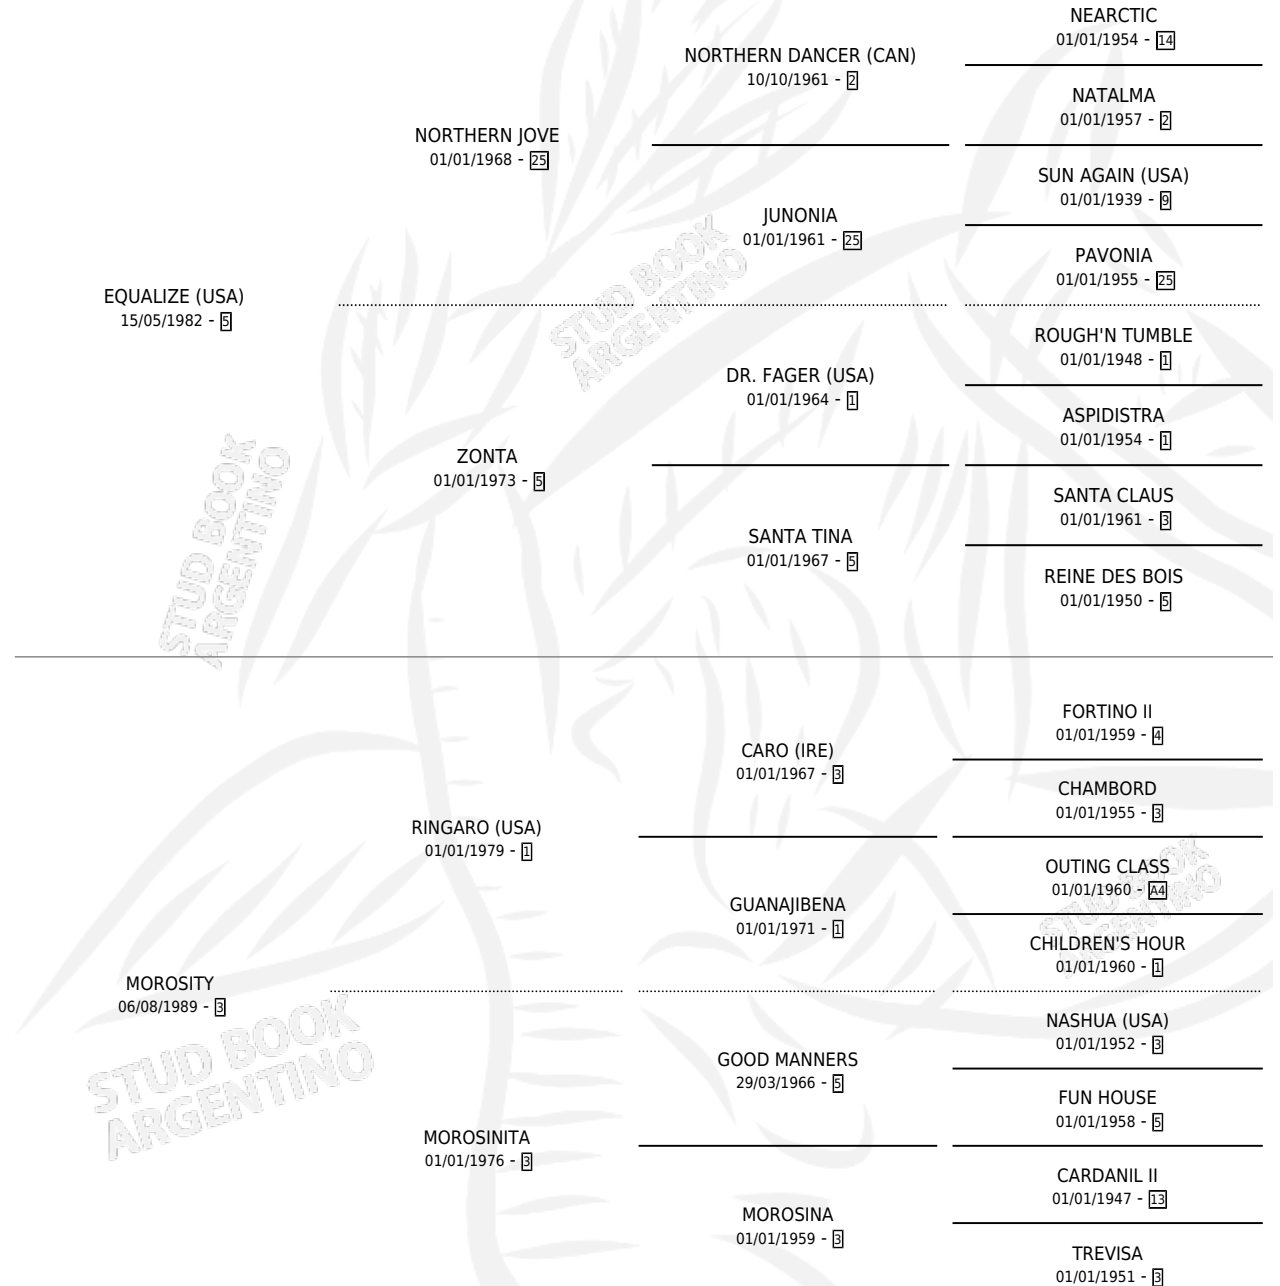 NEARCTIC
01/01/1954 - 14
NORTHERN DANCER (CAN)
10/10/1961 - 2
NATALMA
01/01/1957 - 2
NORTHERN JOVE
01/01/1968 - 25
SUN AGAIN (USA)
01/01/1939 - 9
JUNONIA
01/01/1961 - 25
PAVONIA
01/01/1955 - 25
EQUALIZE (USA)
15/05/1982 - 5
STUD BOOK
ARGENTINO
ROUGH'N TUMBLE
01/01/1948 - 1
DR. FAGER (USA)
01/01/1964 - 1
ASPIDISTRA
01/01/1954 - 1
ZONTA
01/01/1973 - 5
SANTA CLAUS
01/01/1961 - 3
SANTA TINA
01/01/1967 - 5
REINE DES BOIS
01/01/1950 - 5
STUD BOOK
ARGENTINO
FORTINO II
01/01/1959 - 4
CARO (IRE)
01/01/1967 - 3
CHAMBORD
01/01/1955 - 3
RINGARO (USA)
01/01/1979 - 1
OUTING CLASS
01/01/1960 - A4
GUANAJIBENA
01/01/1971 - 1
CHILDREN'S HOUR
01/01/1960 - 1
STUD BOOK
ARGENTINO
MOROSITY
06/08/1989 - 3
NASHUA (USA)
01/01/1952 - 3
GOOD MANNERS
29/03/1966 - 5
FUN HOUSE
01/01/1958 - 5
STUD BOOK
ARGENTINO
MOROSINITA
01/01/1976 - 3
CARDANIL II
01/01/1947 - 13
MOROSINA
01/01/1959 - 3
TREVISA
01/01/1951 - 3